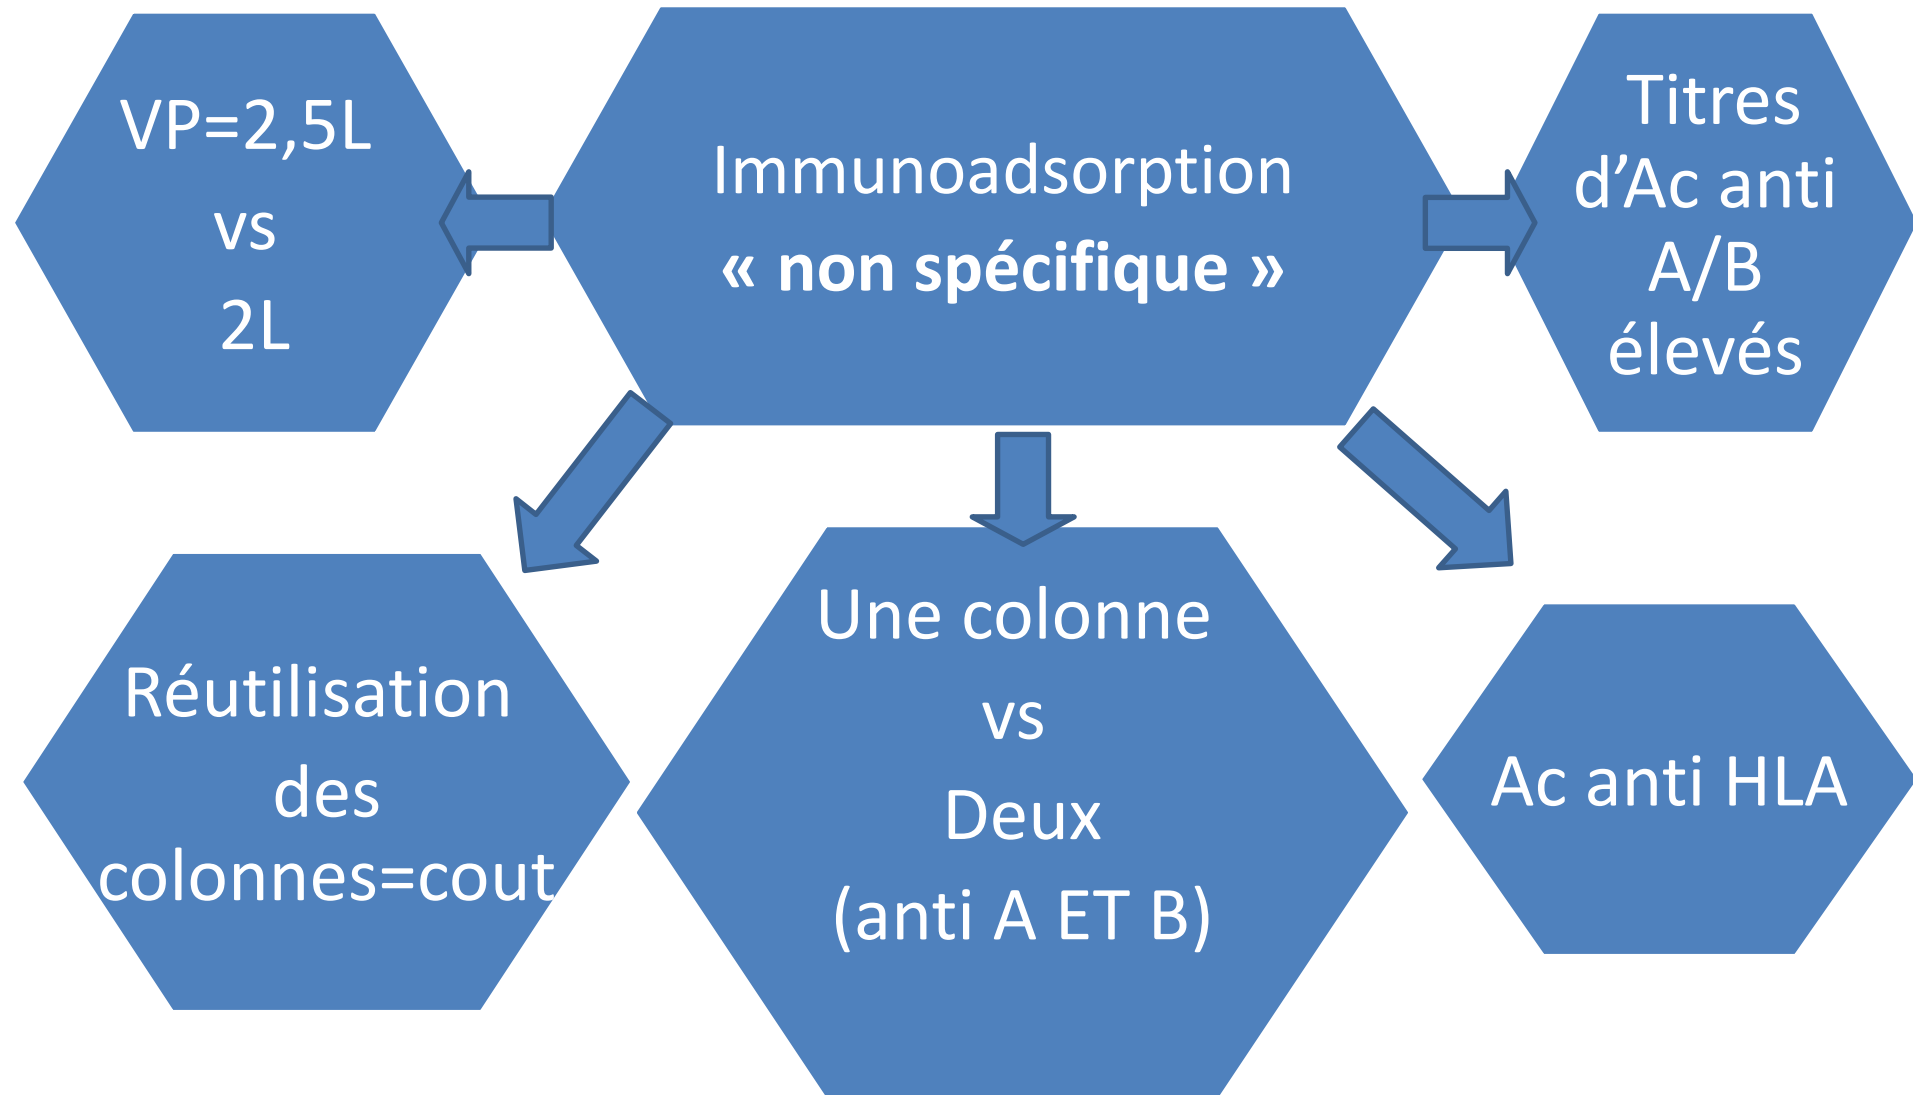 VP=2,5L
vs
2L
Immunoadsorption
« non spécifique »
Titres
d’Ac anti
A/B
élevés
Réutilisation
des
colonnes=cout
Une colonne
vs
Deux
(anti A ET B)
Ac anti HLA